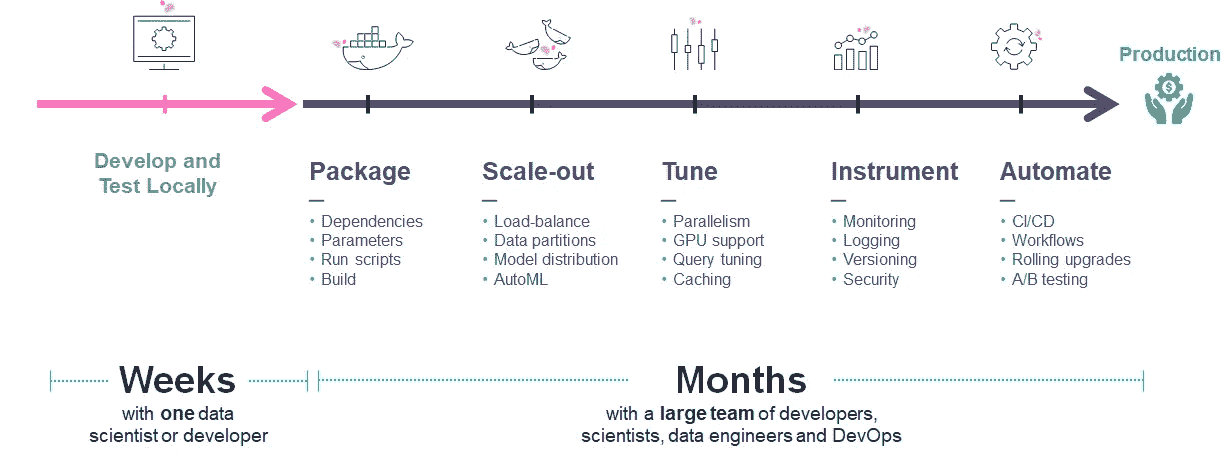 Production
Develop and
Test Locally
Package
• Dependencies
• Parameters
• Run scripts
• Build
Scale-out
• Load-balance
• Data partitions
• Model distribution
• AutoML
Tune
• Parallelism
• GPU support
• Query tuning
• Caching
Instrument
• Monitoring
• Logging
• Versioning
• Security
Automate
• CI/CD
• Workflows
• Rolling upgrades
• A/B testing
Weeks
with one data
scientist or developer
Months
with a large team of developers,
scientists, data engineers and DevOps